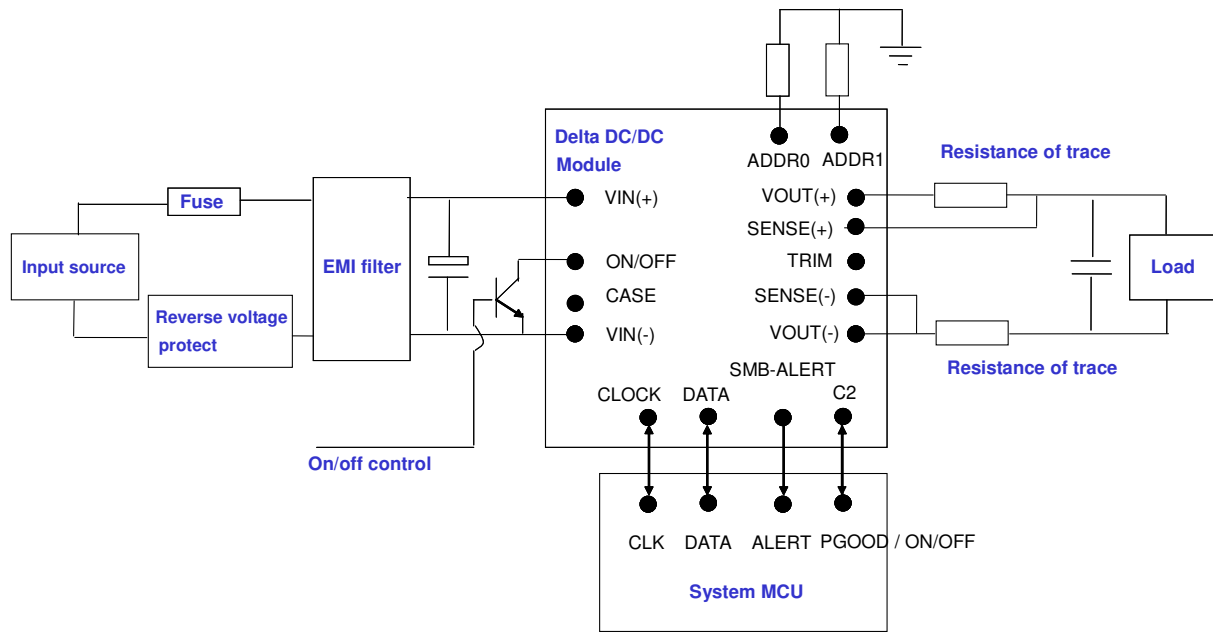 Delta DC/DC
Module
ADDR0
ADDR1
Resistance of trace
Fuse
VIN(+)
VOUT(+)
SENSE(+)
Input source
EMI filter
ON/OFF
TRIM
Load
CASE
SENSE(-)
Reverse voltage
protect
VIN(-)
VOUT(-)
SMB-ALERT
Resistance of trace
CLOCK
DATA
C2
On/off control
CLK
DATA
ALERT
PGOOD / ON/OFF
System MCU